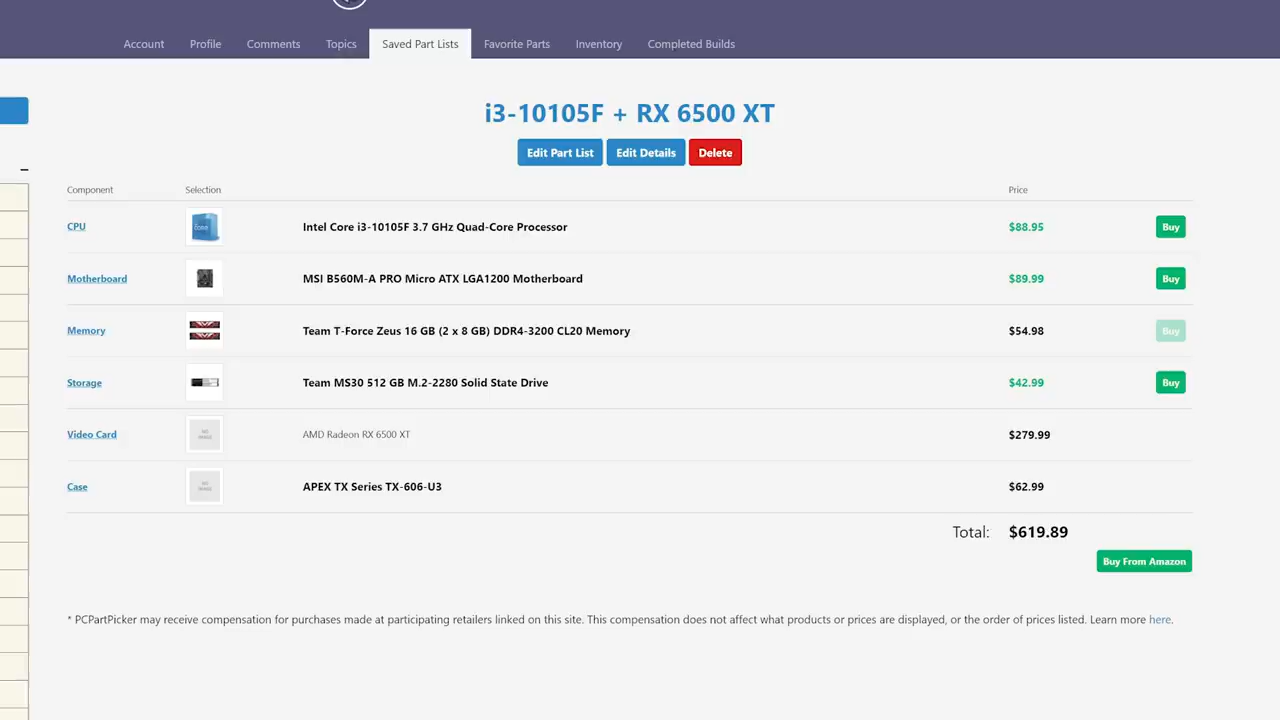 Account Profile Comments Topics Saved Part Lists Favorite Parts Inventory Completed Builds
i3-10105F + RX 6500 XT
Edit Part List Edit Details Delete
Component Selection Price
CPU Intel Core i3-10105F 3.7 GHz Quad-Core Processor $88.95 Buy
Motherboard MSI B560M-A PRO Micro ATX LGA1200 Motherboard $89.99 Buy
Memory Team T-Force Zeus 16 GB (2 x 8 GB) DDR4-3200 CL20 Memory $54.98 Buy
Storage Team MS30 512 GB M.2-2280 Solid State Drive $42.99 Buy
Video Card NO IMAGE AMD Radeon RX 6500 XT $279.99
Case NO IMAGE APEX TX Series TX-606-U3 $62.99
Total: $619.89
Buy From Amazon
* PCPartPicker may receive compensation for purchases made at participating retailers linked on this site. This compensation does not affect what products or prices are displayed, or the order of prices listed. Learn more here.